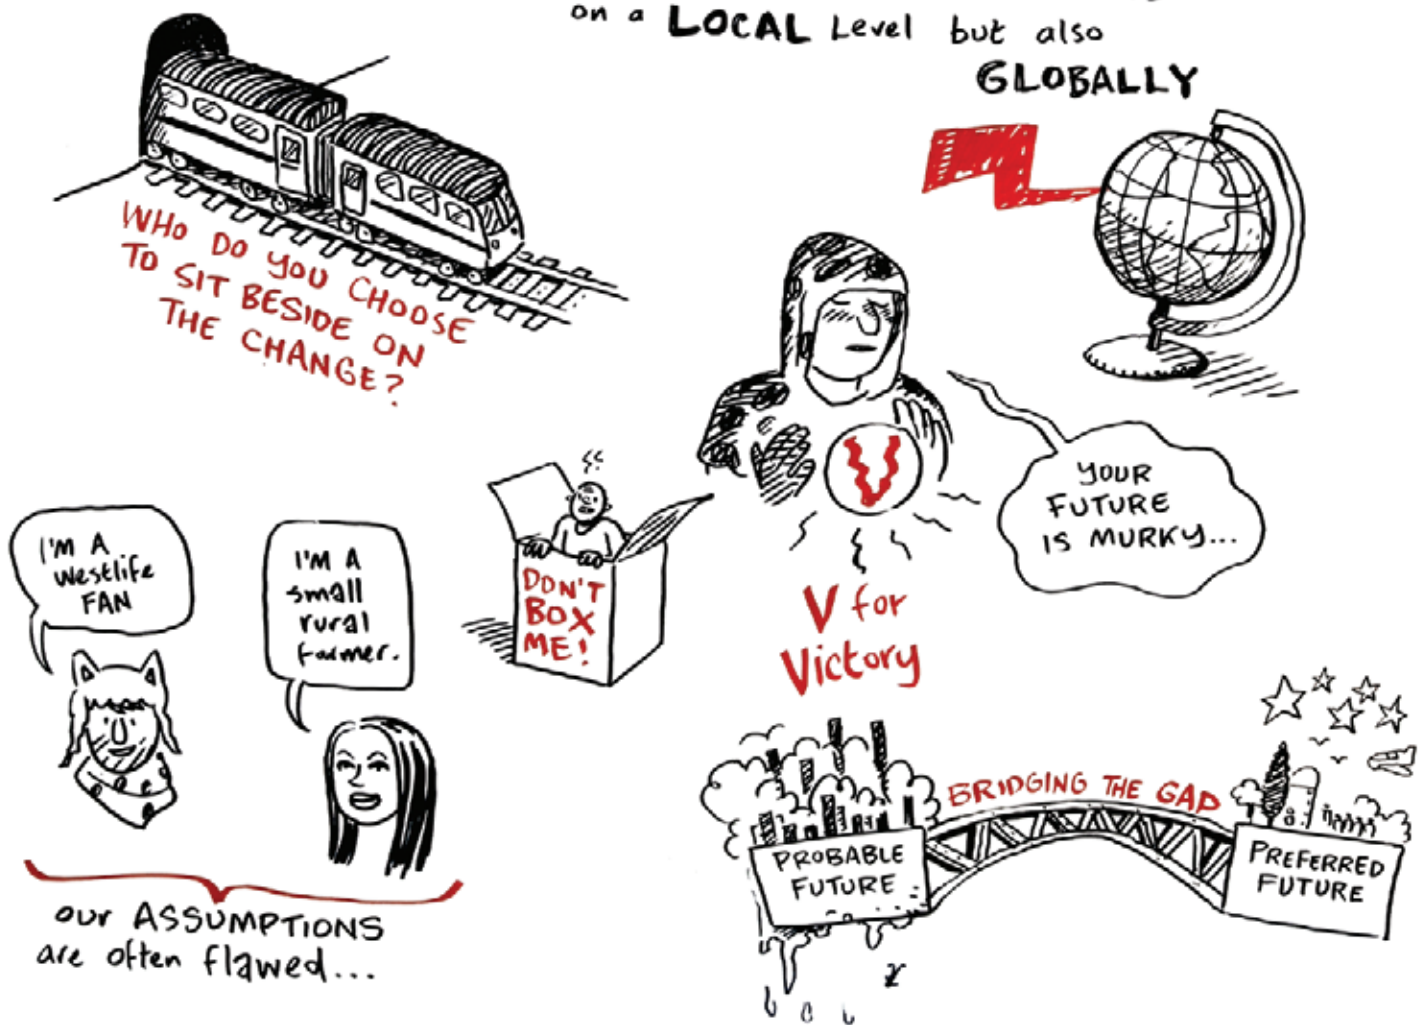 on a LOCAL Level but also
GLOBALLY
WHO DO YOU CHOOSE
TO SIT BESIDE ON
THE CHANGE?
YOUR
FUTURE
IS MURKY...
V
V for
Victory
DON'T
BOX
ME!
I'M A
Westlife
FAN
I'M A
small
rural
farmer.
our ASSUMPTIONS
are often flawed...
BRIDGING THE GAP
PROBABLE
FUTURE
PREFERRED
FUTURE